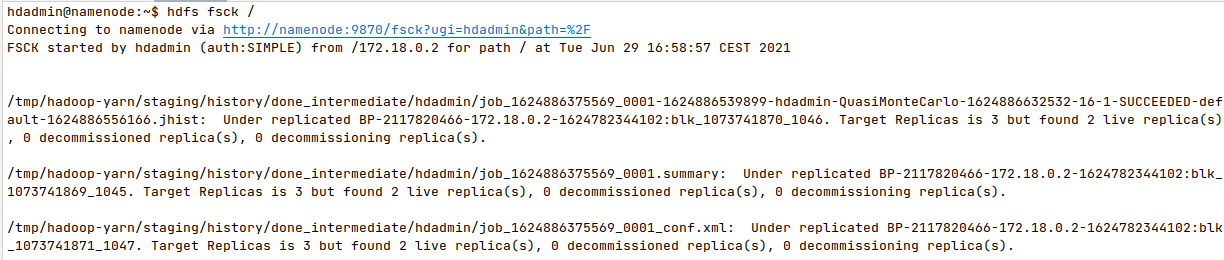 hdadmin@namenode:~$ hdfs fsck /
Connecting to namenode via http://namenode:9870/fsck?ugi=hdadmin&path=%2F
FSCK started by hdadmin (auth:SIMPLE) from /172.18.0.2 for path / at Tue Jun 29 16:58:57 CEST 2021
/tmp/hadoop-yarn/staging/history/done_intermediate/hdadmin/job_1624886375569_0001-1624886539899-hdadmin-QuasiMonteCarlo-1624886632532-16-1-SUCCEEDED-def
ault-1624886556166.jhist:  Under replicated BP-2117820466-172.18.0.2-1624782344102:blk_1073741870_1046. Target Replicas is 3 but found 2 live replica(s)
, 0 decommissioned replica(s), 0 decommissioning replica(s).
/tmp/hadoop-yarn/staging/history/done_intermediate/hdadmin/job_1624886375569_0001.summary:  Under replicated BP-2117820466-172.18.0.2-1624782344102:blk_
1073741869_1045. Target Replicas is 3 but found 2 live replica(s), 0 decommissioned replica(s), 0 decommissioning replica(s).
/tmp/hadoop-yarn/staging/history/done_intermediate/hdadmin/job_1624886375569_0001_conf.xml:  Under replicated BP-2117820466-172.18.0.2-1624782344102:blk
_1073741871_1047. Target Replicas is 3 but found 2 live replica(s), 0 decommissioned replica(s), 0 decommissioning replica(s).